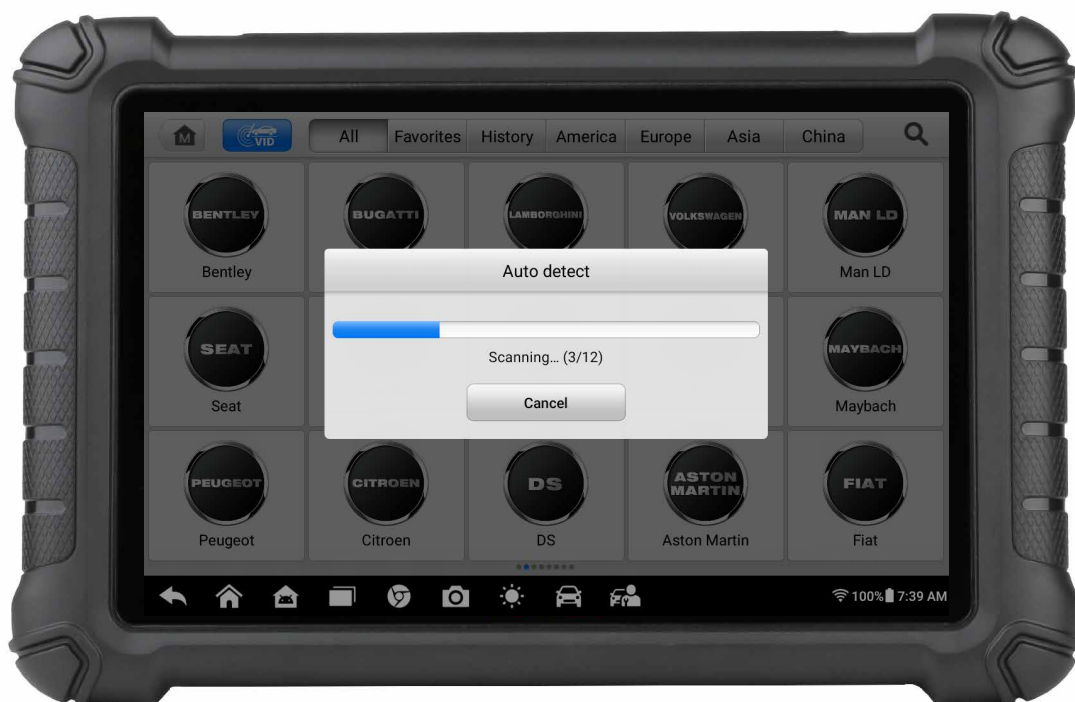 M
VID
All
Favorites
History
America
Europe
Asia
China
BENTLEY
BUGATTI
LAMBORGHINI
VOLKSWAGEN
MAN LD
Bentley
Man LD
Auto detect
Scanning... (3/12)
Cancel
SEAT
MAYBACH
Seat
Maybach
PEUGEOT
CITROEN
DS
ASTON
MARTIN
FIAT
Peugeot
Citroen
DS
Aston Martin
Fiat
100%
7:39 AM